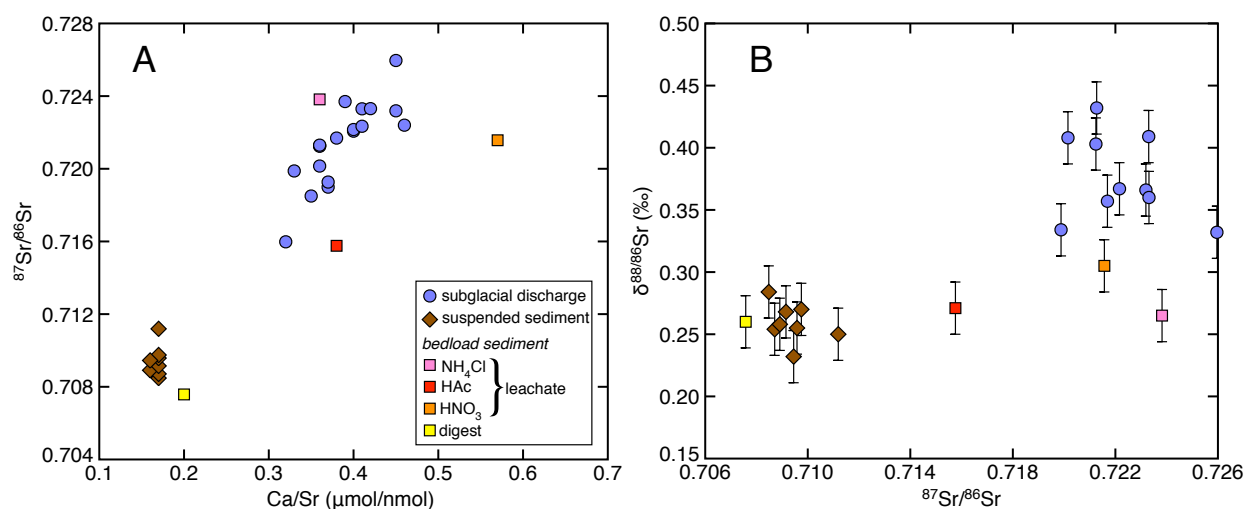 A
0.728
0.724
0.720
0.716
0.712
0.708
0.704
⁸⁷Sr/⁸⁶Sr
0.1 0.2 0.3 0.4 0.5 0.6 0.7
Ca/Sr (μmol/nmol)
subglacial discharge
suspended sediment
bedload sediment
NH₄Cl
HAc
HNO₃
leachate
digest
B
0.50
0.45
0.40
0.35
0.30
0.25
0.20
0.15
δ⁸⁸/⁸⁶Sr (‰)
0.706 0.710 0.714 0.718 0.722 0.726
⁸⁷Sr/⁸⁶Sr